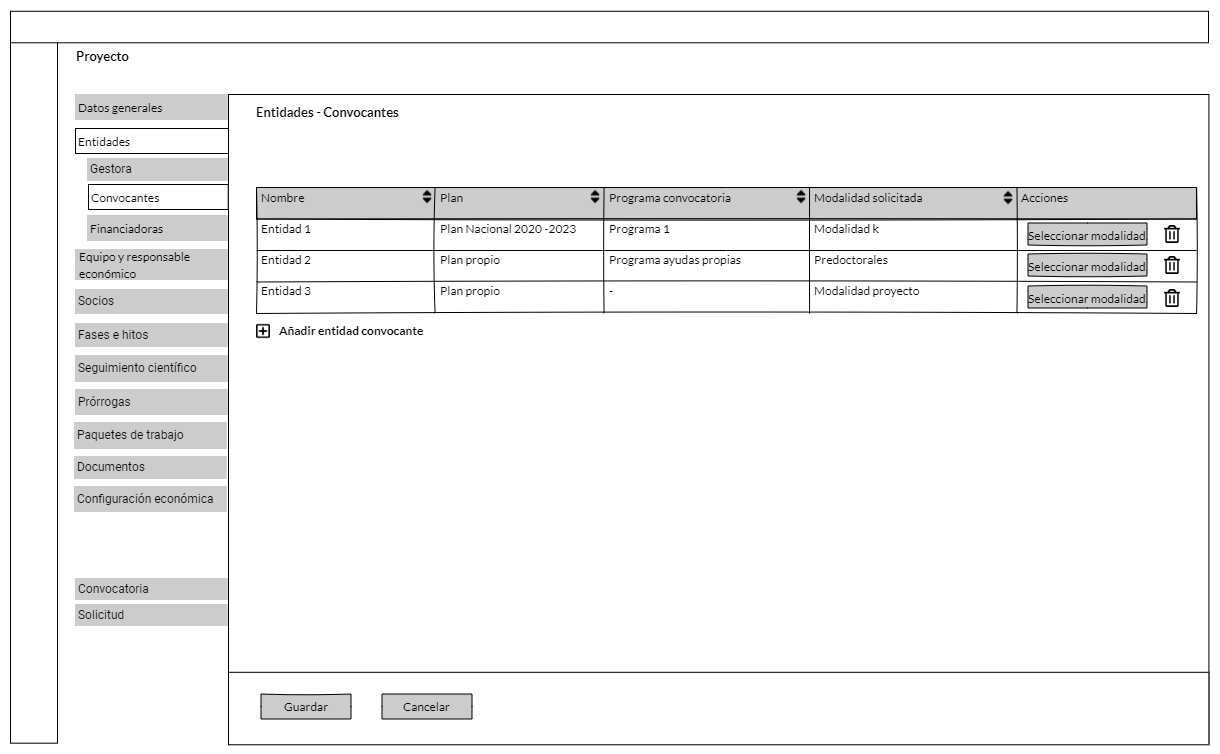 Proyecto
Datos generales
Entidades
Gestora
Convocantes
Financiadoras
Equipo y responsable
económico
Socios
Fases e hitos
Seguimiento científico
Prórrogas
Paquetes de trabajo
Documentos
Configuración económica
Convocatoria
Solicitud
Entidades - Convocantes
Nombre Plan Programa convocatoria Modalidad solicitada Acciones
Entidad 1 Plan Nacional 2020 -2023 Programa 1 Modalidad k Seleccionar modalidad
Entidad 2 Plan propio Programa ayudas propias Predoctorales Seleccionar modalidad
Entidad 3 Plan propio - Modalidad proyecto Seleccionar modalidad
Añadir entidad convocante
Guardar Cancelar